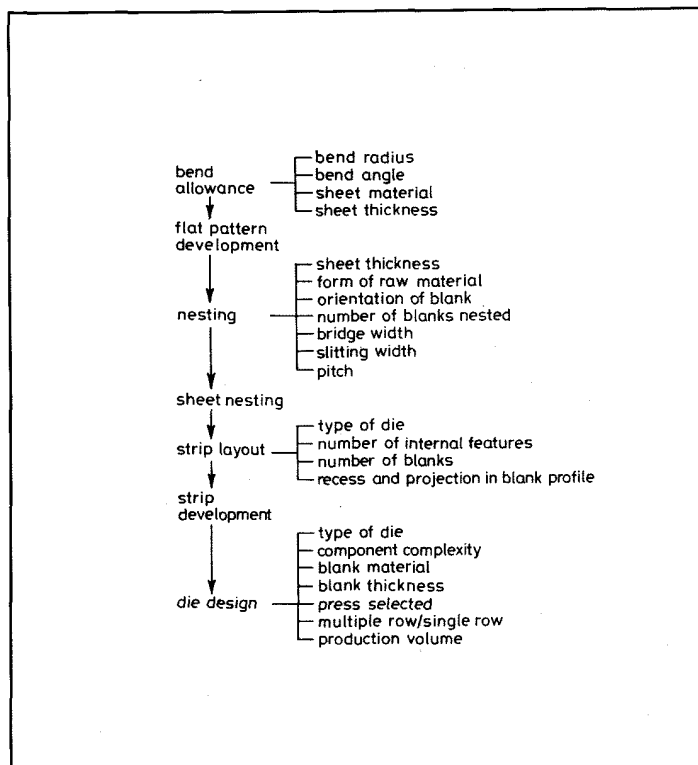 bend
allowance
bend radius
bend angle
sheet material
sheet thickness
flat pattern
development
nesting
sheet thickness
form of raw material
orientation of blank
number of blanks nested
bridge width
slitting width
pitch
sheet nesting
strip layout
type of die
number of internal features
number of blanks
recess and projection in blank profile
strip
development
die design
type of die
component complexity
blank material
blank thickness
press selected
multiple row/single row
production volume